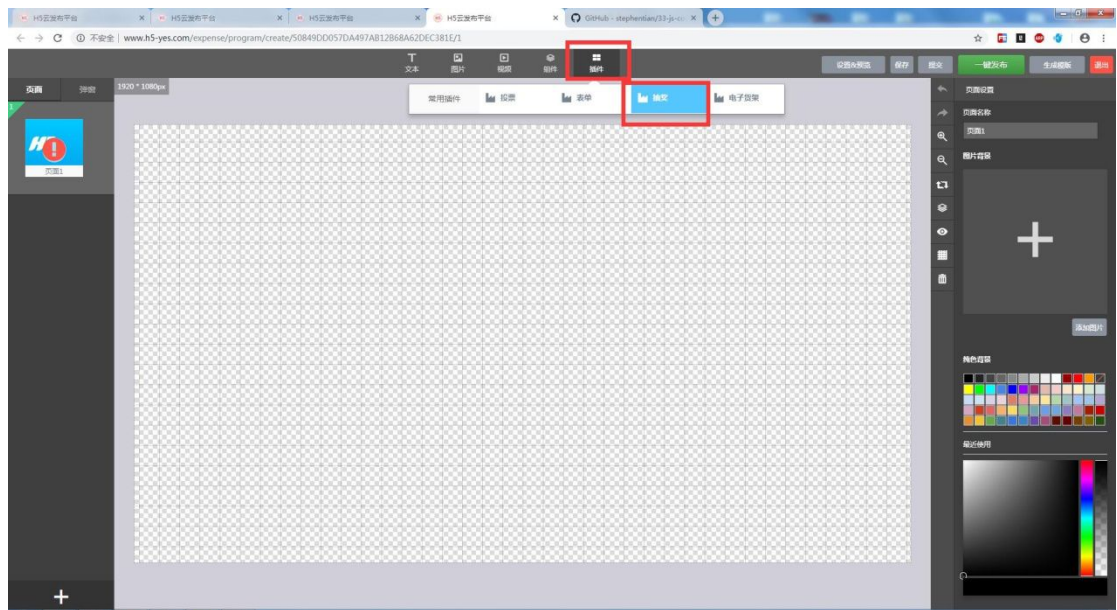 H5云发布平台
H5云发布平台
H5云发布平台
H5云发布平台
GitHub - stephentian/33-js-co
不安全 | www.h5-yes.com/expense/program/create/50849DD057DA497AB12B68A62DEC381E/1
T
文本
图片
视频
组件
插件
设置&预览
保存
提交
一键发布
生成模版
退出
页面
弹窗
1920 * 1080px
常用插件
投票
表单
抽奖
电子货架
页面设置
1
页面名称
页面1
H5
页面1
图片背景
添加图片
纯色背景
最近使用